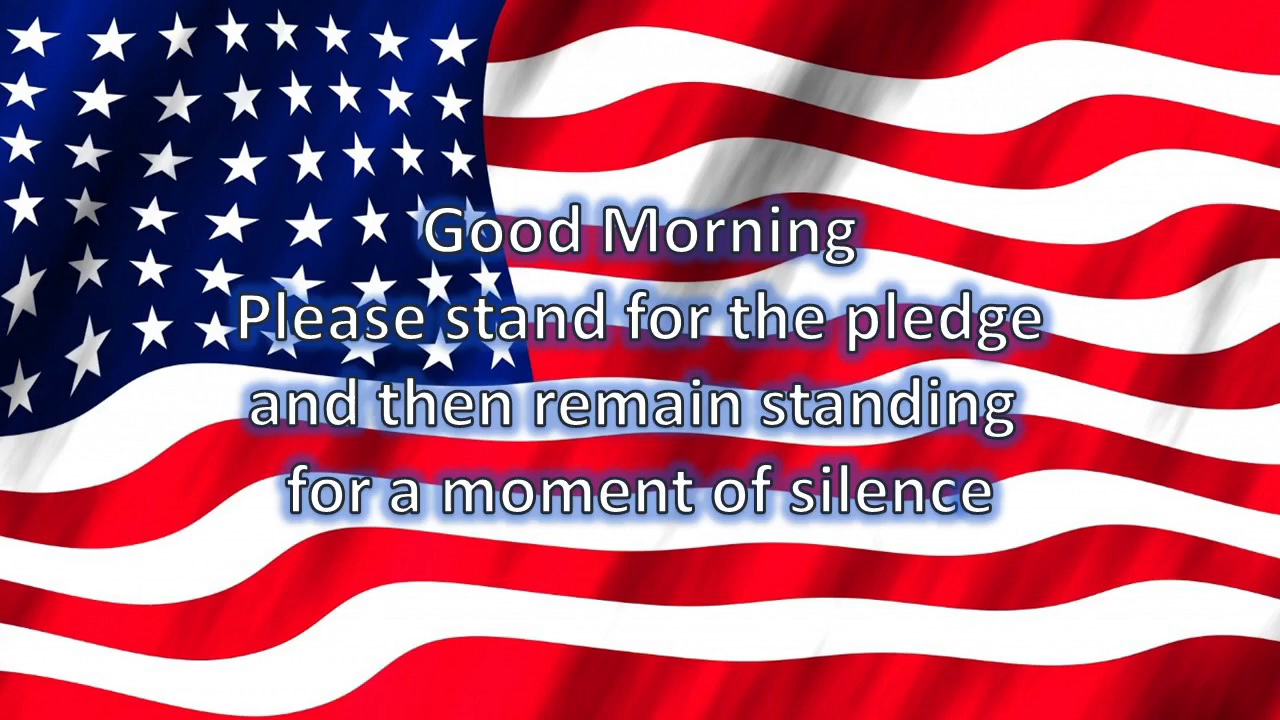 Good Morning
Please stand for the pledge
and then remain standing
for a moment of silence